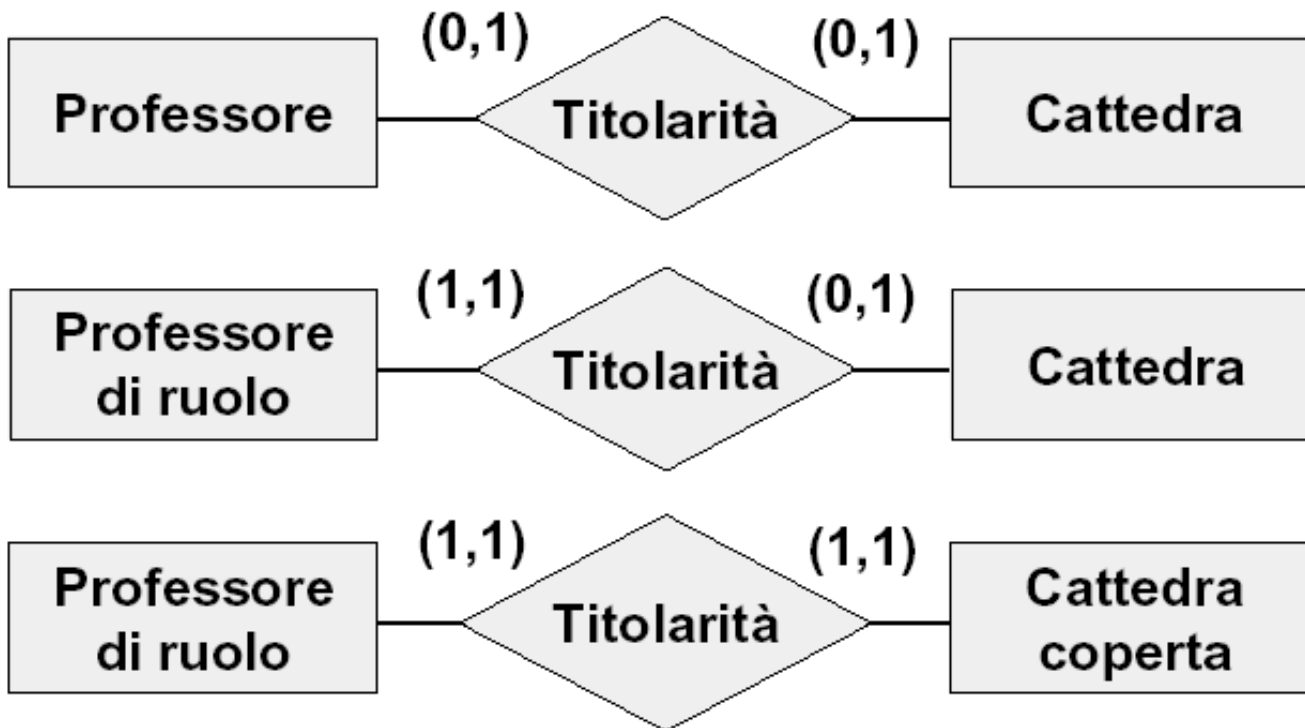 (0,1) (0,1)
Professore Titolarità Cattedra
(1,1) (0,1)
Professore
di ruolo
Titolarità
Cattedra
(1,1) (1,1)
Professore
di ruolo
Titolarità
Cattedra
coperta